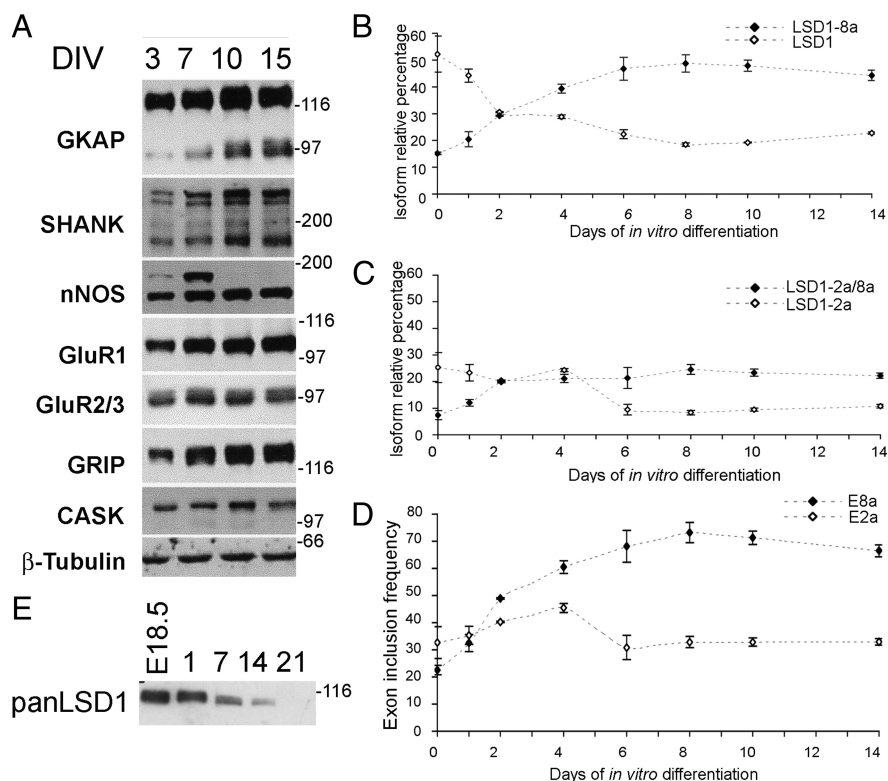 A
DIV
3 7 10 15
GKAP
-116
-97
SHANK
-200
nNOS
-200
GluR1
-116
-97
GluR2/3
-97
GRIP
-116
CASK
-97
β-Tubulin
-66
E
E18.5 1 7 14 21
panLSD1
-116
B
LSD1-8a
LSD1
Isoform relative percentage
60
50
40
30
20
10
0
0 2 4 6 8 10 12 14
Days of in vitro differentiation
C
LSD1-2a/8a
LSD1-2a
Isoform relative percentage
60
50
40
30
20
10
0
0 2 4 6 8 10 12 14
Days of in vitro differentiation
D
E8a
E2a
Exon inclusion frequency
80
70
60
50
40
30
20
10
0
0 2 4 6 8 10 12 14
Days of in vitro differentiation